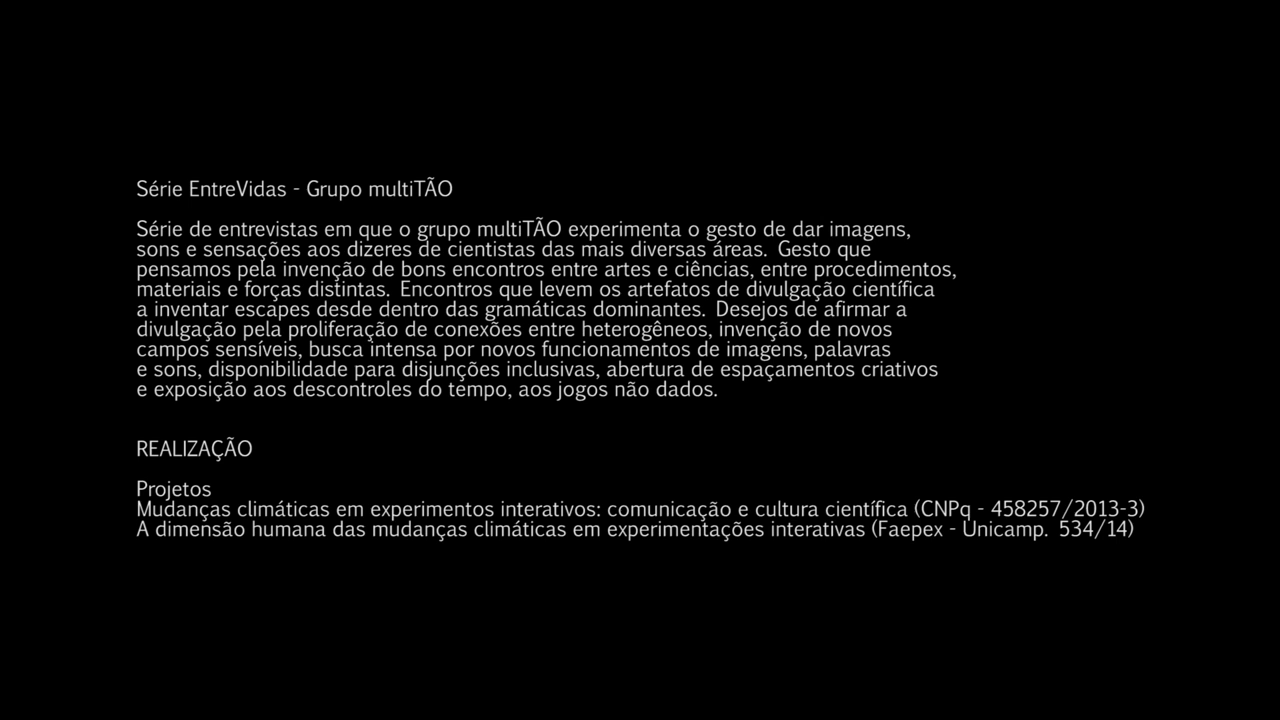 Série EntreVidas - Grupo multiTÃO
Série de entrevistas em que o grupo multiTÃO experimenta o gesto de dar imagens,
sons e sensações aos dizeres de cientistas das mais diversas áreas. Gesto que
pensamos pela invenção de bons encontros entre artes e ciências, entre procedimentos,
materiais e forças distintas. Encontros que levem os artefatos de divulgação científica
a inventar escapes desde dentro das gramáticas dominantes. Desejos de afirmar a
divulgação pela proliferação de conexões entre heterogêneos, invenção de novos
campos sensíveis, busca intensa por novos funcionamentos de imagens, palavras
e sons, disponibilidade para disjunções inclusivas, abertura de espaçamentos criativos
e exposição aos descontroles do tempo, aos jogos não dados.
REALIZAÇÃO
Projetos
Mudanças climáticas em experimentos interativos: comunicação e cultura científica (CNPq - 458257/2013-3)
A dimensão humana das mudanças climáticas em experimentações interativas (Faepex - Unicamp. 534/14)